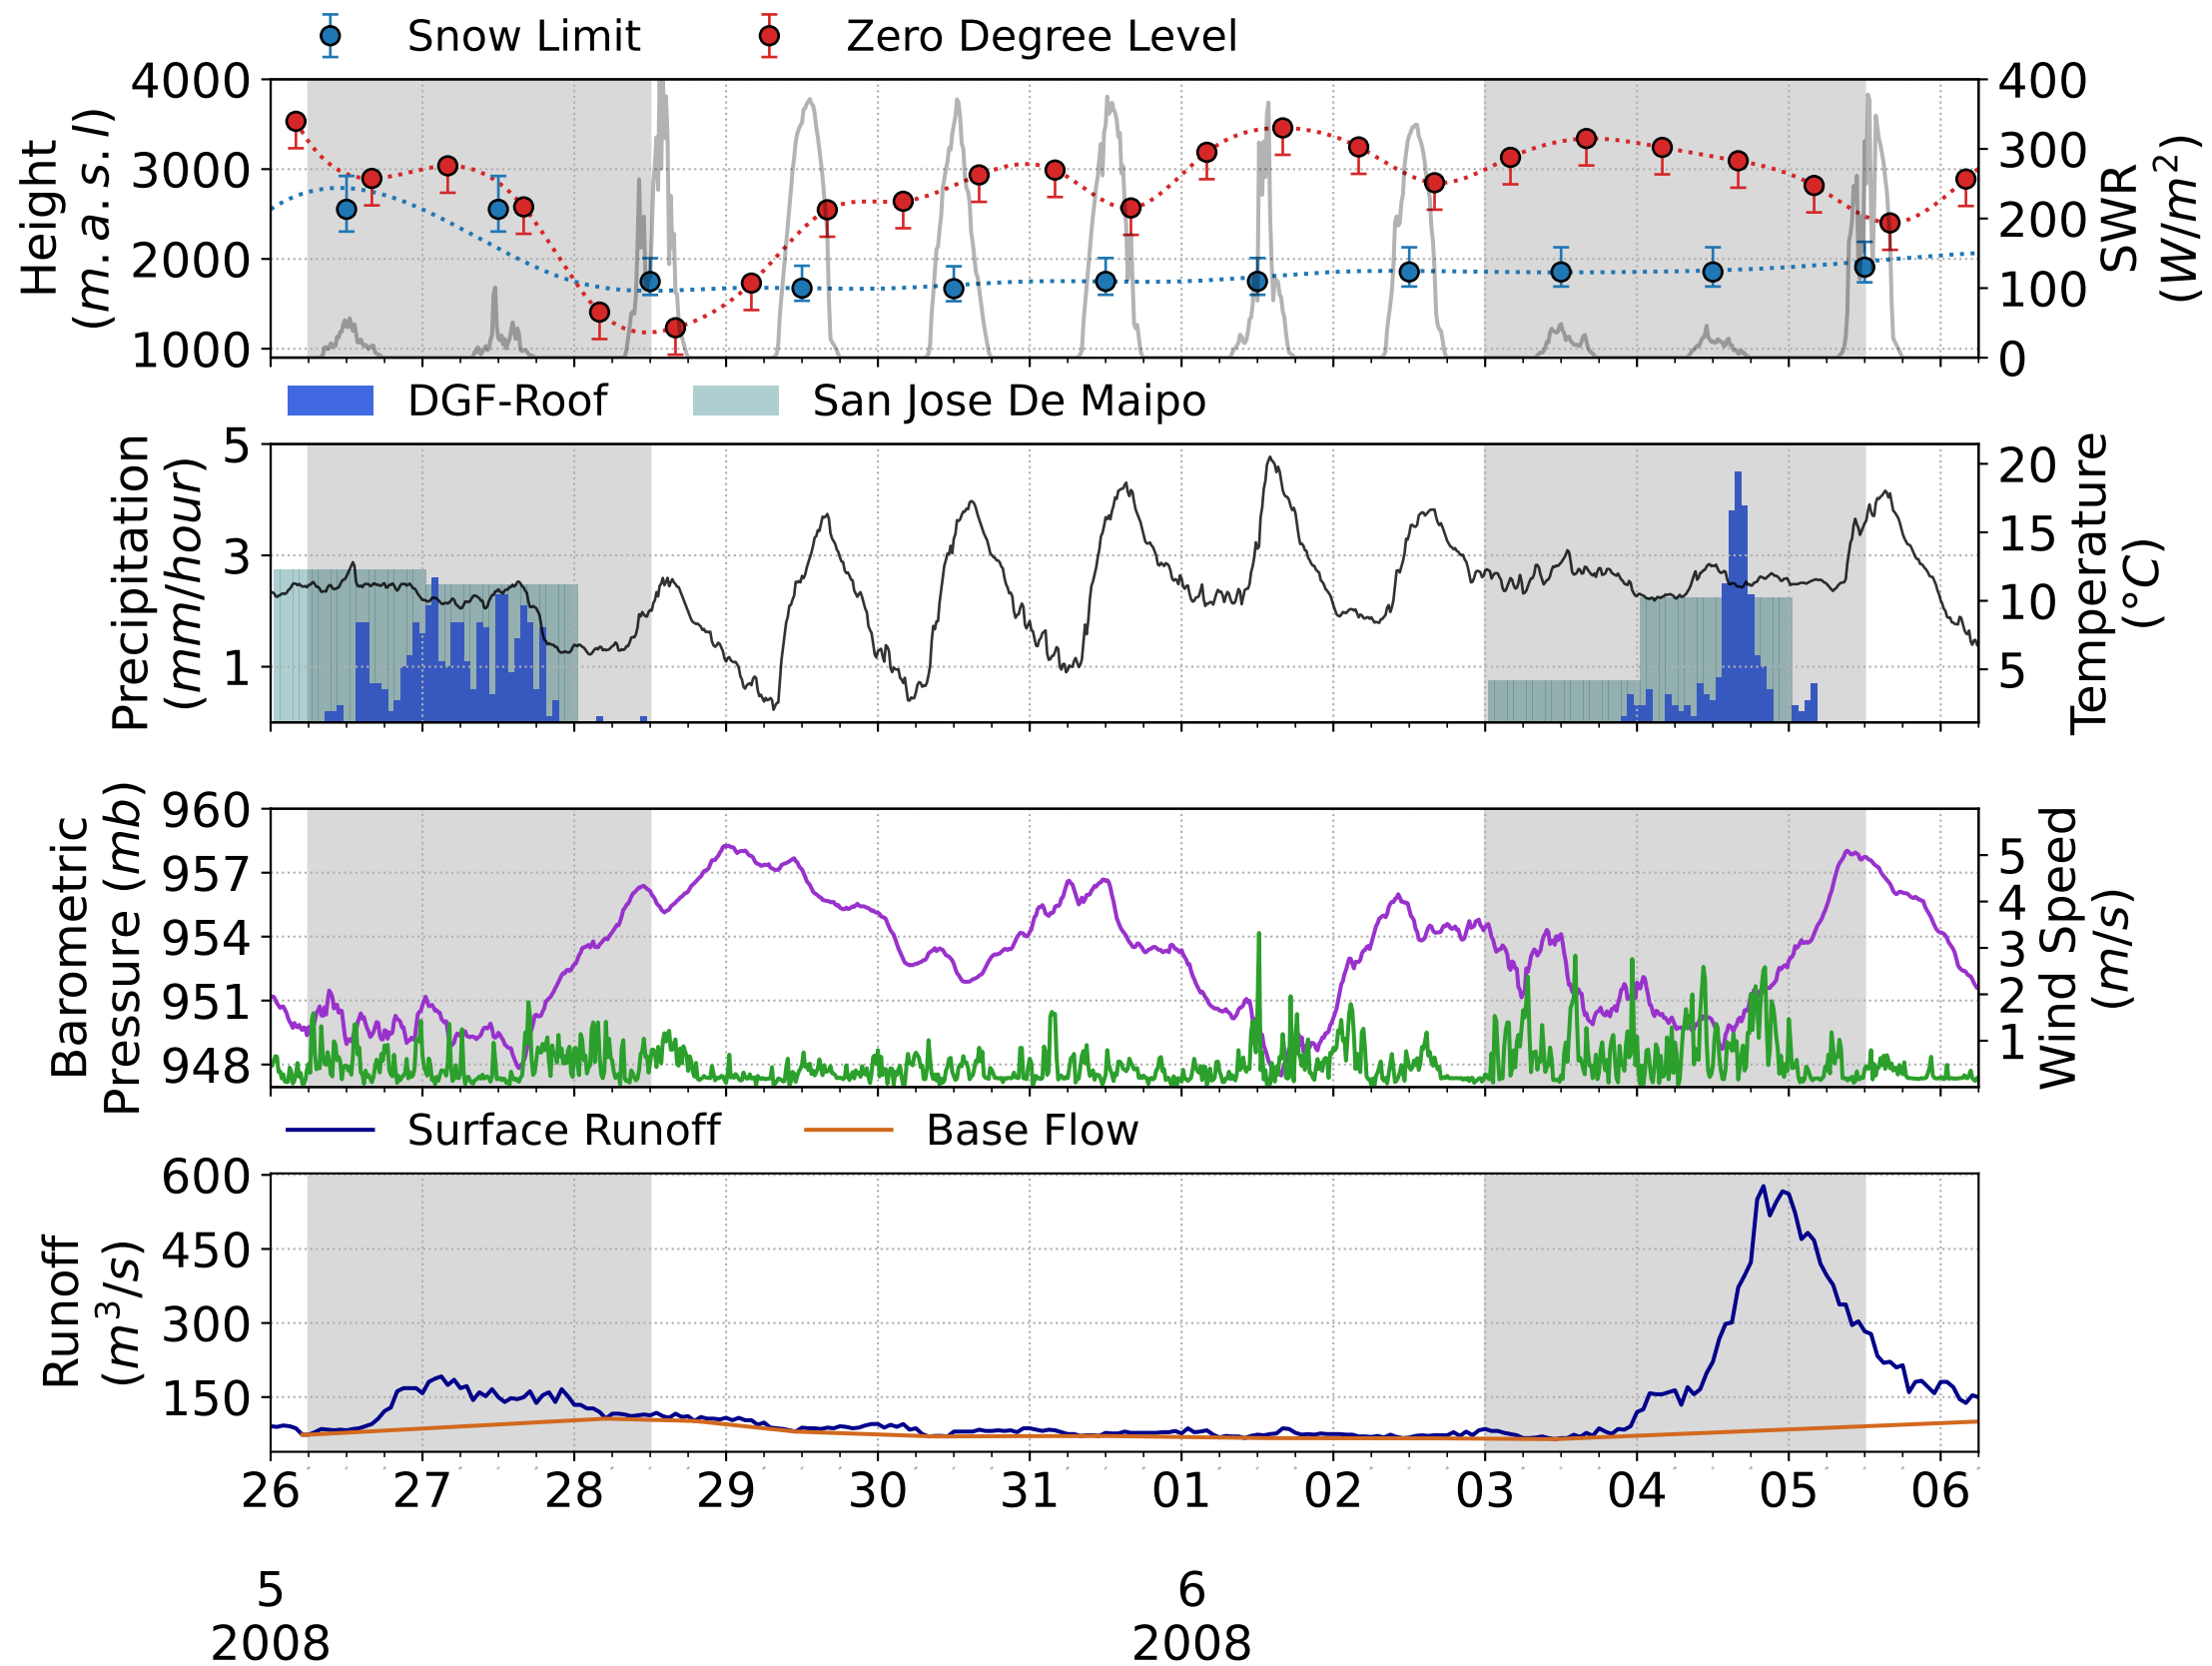 Snow Limit Zero Degree Level
4000
3000
2000
1000
Height
(m.a.s.l)
400
300
200
100
0
SWR
(W/m²)
DGF-Roof San Jose De Maipo
5
3
1
Precipitation
(mm/hour)
20
15
10
5
Temperature
(°C)
960
957
954
951
948
Barometric
Pressure (mb)
5
4
3
2
1
Wind Speed
(m/s)
Surface Runoff Base Flow
600
450
300
150
Runoff
(m³/s)
26 27 28 29 30 31 01 02 03 04 05 06
5 6
2008 2008